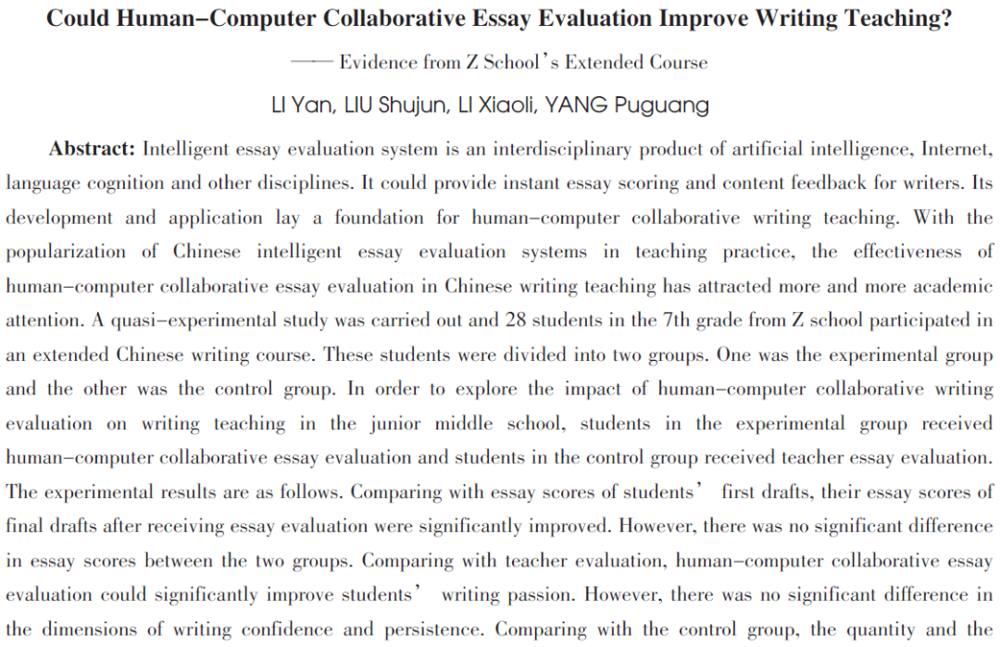 Could Human-Computer Collaborative Essay Evaluation Improve Writing Teaching?
—— Evidence from Z School's Extended Course
LI Yan, LIU Shujun, LI Xiaoli, YANG Puguang
Abstract: Intelligent essay evaluation system is an interdisciplinary product of artificial intelligence, Internet,
language cognition and other disciplines. It could provide instant essay scoring and content feedback for writers. Its
development and application lay a foundation for human-computer collaborative writing teaching. With the
popularization of Chinese intelligent essay evaluation systems in teaching practice, the effectiveness of
human-computer collaborative essay evaluation in Chinese writing teaching has attracted more and more academic
attention. A quasi-experimental study was carried out and 28 students in the 7th grade from Z school participated in
an extended Chinese writing course. These students were divided into two groups. One was the experimental group
and the other was the control group. In order to explore the impact of human-computer collaborative writing
evaluation on writing teaching in the junior middle school, students in the experimental group received
human-computer collaborative essay evaluation and students in the control group received teacher essay evaluation.
The experimental results are as follows. Comparing with essay scores of students' first drafts, their essay scores of
final drafts after receiving essay evaluation were significantly improved. However, there was no significant difference
in essay scores between the two groups. Comparing with teacher evaluation, human-computer collaborative essay
evaluation could significantly improve students' writing passion. However, there was no significant difference in
the dimensions of writing confidence and persistence. Comparing with the control group, the quantity and the